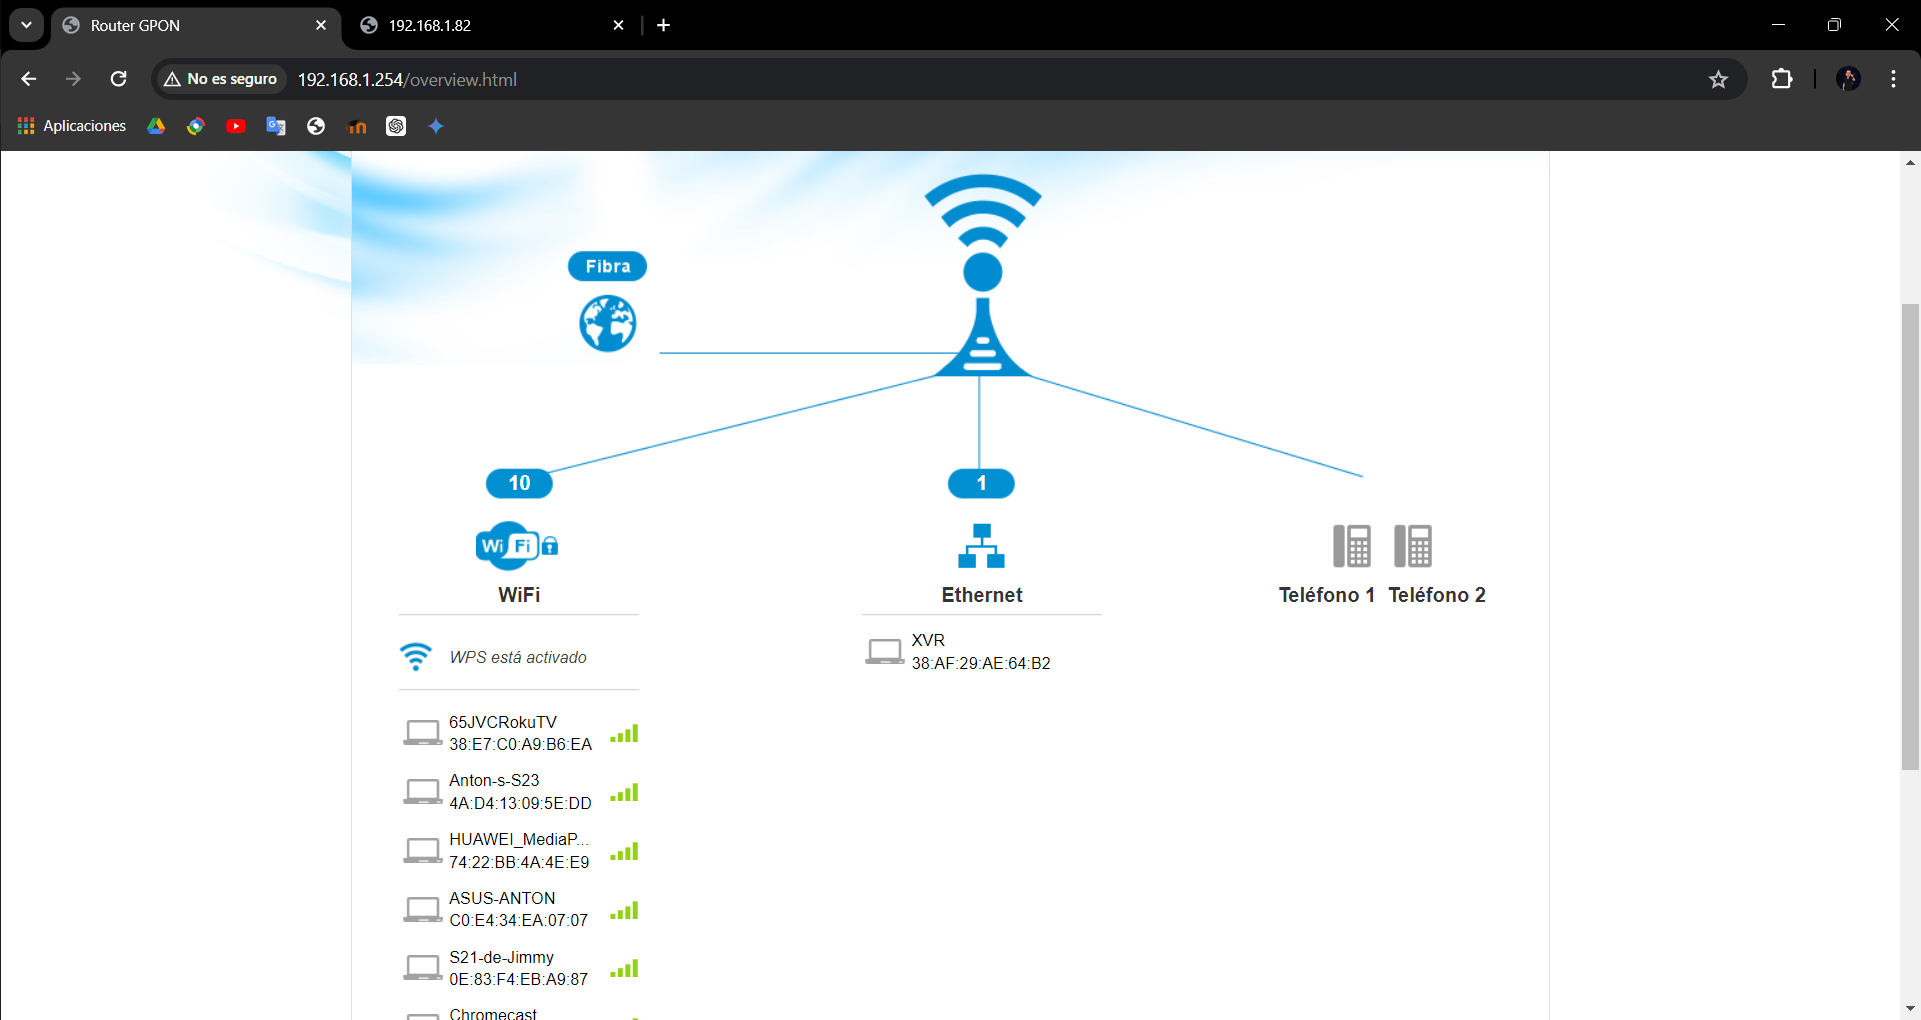 Router GPON
192.168.1.82
No es seguro
192.168.1.254/overview.html
Aplicaciones
Fibra
10
1
WiFi
WiFi
Ethernet
Teléfono 1
Teléfono 2
WPS está activado
XVR
38:AF:29:AE:64:B2
65JVCRokuTV
38:E7:C0:A9:B6:EA
Anton-s-S23
4A:D4:13:09:5E:DD
HUAWEI_MediaP...
74:22:BB:4A:4E:E9
ASUS-ANTON
C0:E4:34:EA:07:07
S21-de-Jimmy
0E:83:F4:EB:A9:87
Chromecast